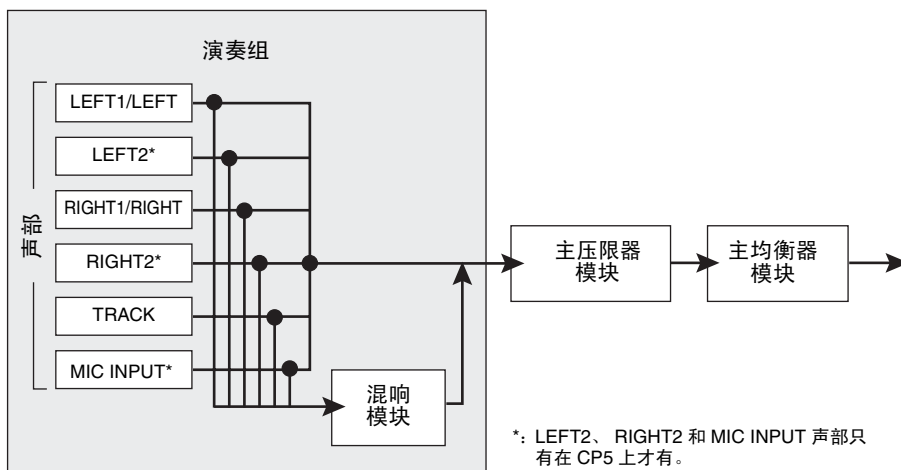 演奏组
声部
LEFT1/LEFT
LEFT2*
RIGHT1/RIGHT
RIGHT2*
TRACK
MIC INPUT*
混响
模块
主压限器
模块
主均衡器
模块
*：LEFT2、 RIGHT2 和 MIC INPUT 声部只
有在 CP5 上才有。